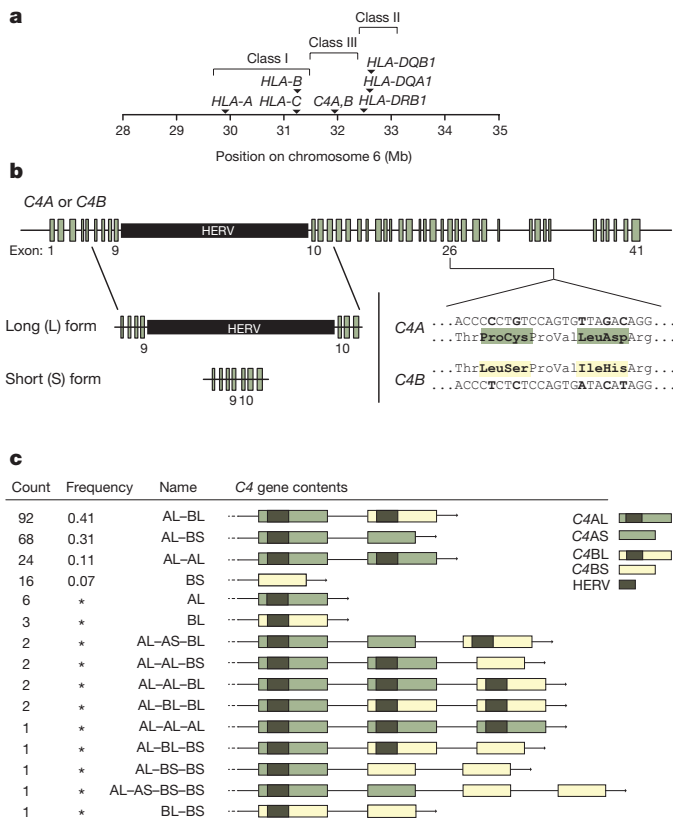 a
Class II
Class III
Class I
HLA-DQB1
HLA-B
HLA-DQA1
HLA-A HLA-C C4A,B HLA-DRB1
28 29 30 31 32 33 34 35
Position on chromosome 6 (Mb)
b
C4A or C4B
HERV
Exon: 1 9 10 26 41
Long (L) form
HERV
9 10
Short (S) form
9 10
C4A
...ACCCCCTGTCCAGTGTTAGACAGG...
...ThrProCysProValLeuAspArg...
C4B
...ThrLeuSerProValIleHisArg...
...ACCTCTCTCCAGTGATACATAGG...
c
Count Frequency Name C4 gene contents
92 0.41 AL–BL
68 0.31 AL–BS
24 0.11 AL–AL
16 0.07 BS
6 * AL
3 * BL
2 * AL–AS–BL
2 * AL–AL–BS
2 * AL–AL–BL
2 * AL–BL–BL
1 * AL–AL–AL
1 * AL–BL–BS
1 * AL–BS–BS
1 * AL–AS–BS–BS
1 * BL–BS
C4AL
C4AS
C4BL
C4BS
HERV